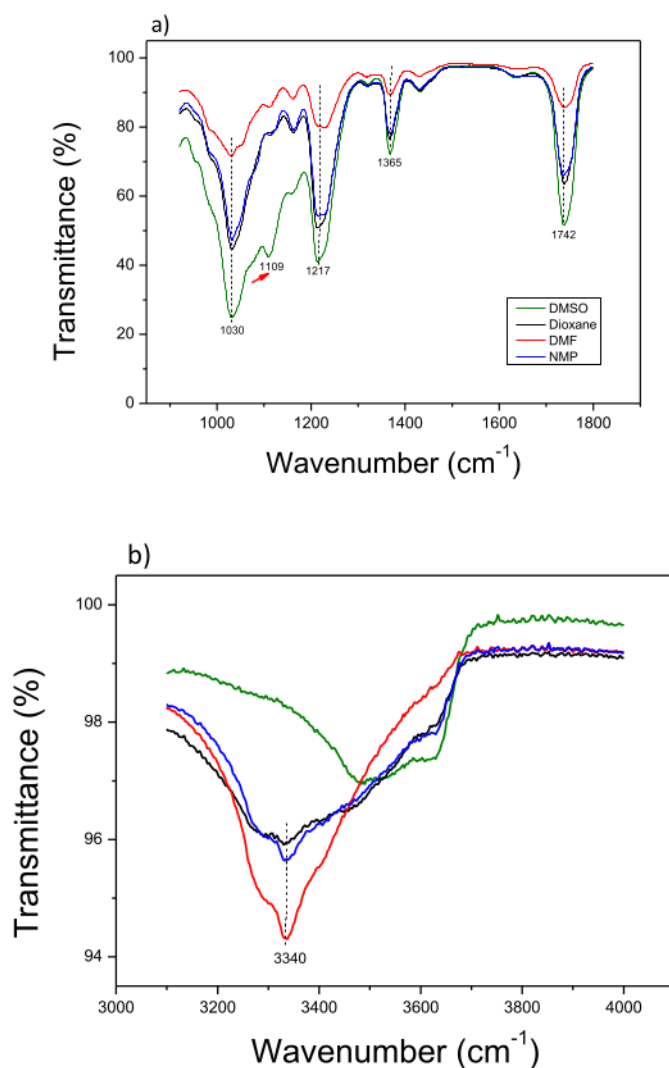 a)
100
80
60
40
20
0
Transmittance (%)
1365
1109
1217
1742
1030
DMSO
Dioxane
DMF
NMP
1000
1200
1400
1600
1800
Wavenumber (cm-1)
b)
100
98
96
94
Transmittance (%)
3340
3000
3200
3400
3600
3800
4000
Wavenumber (cm-1)